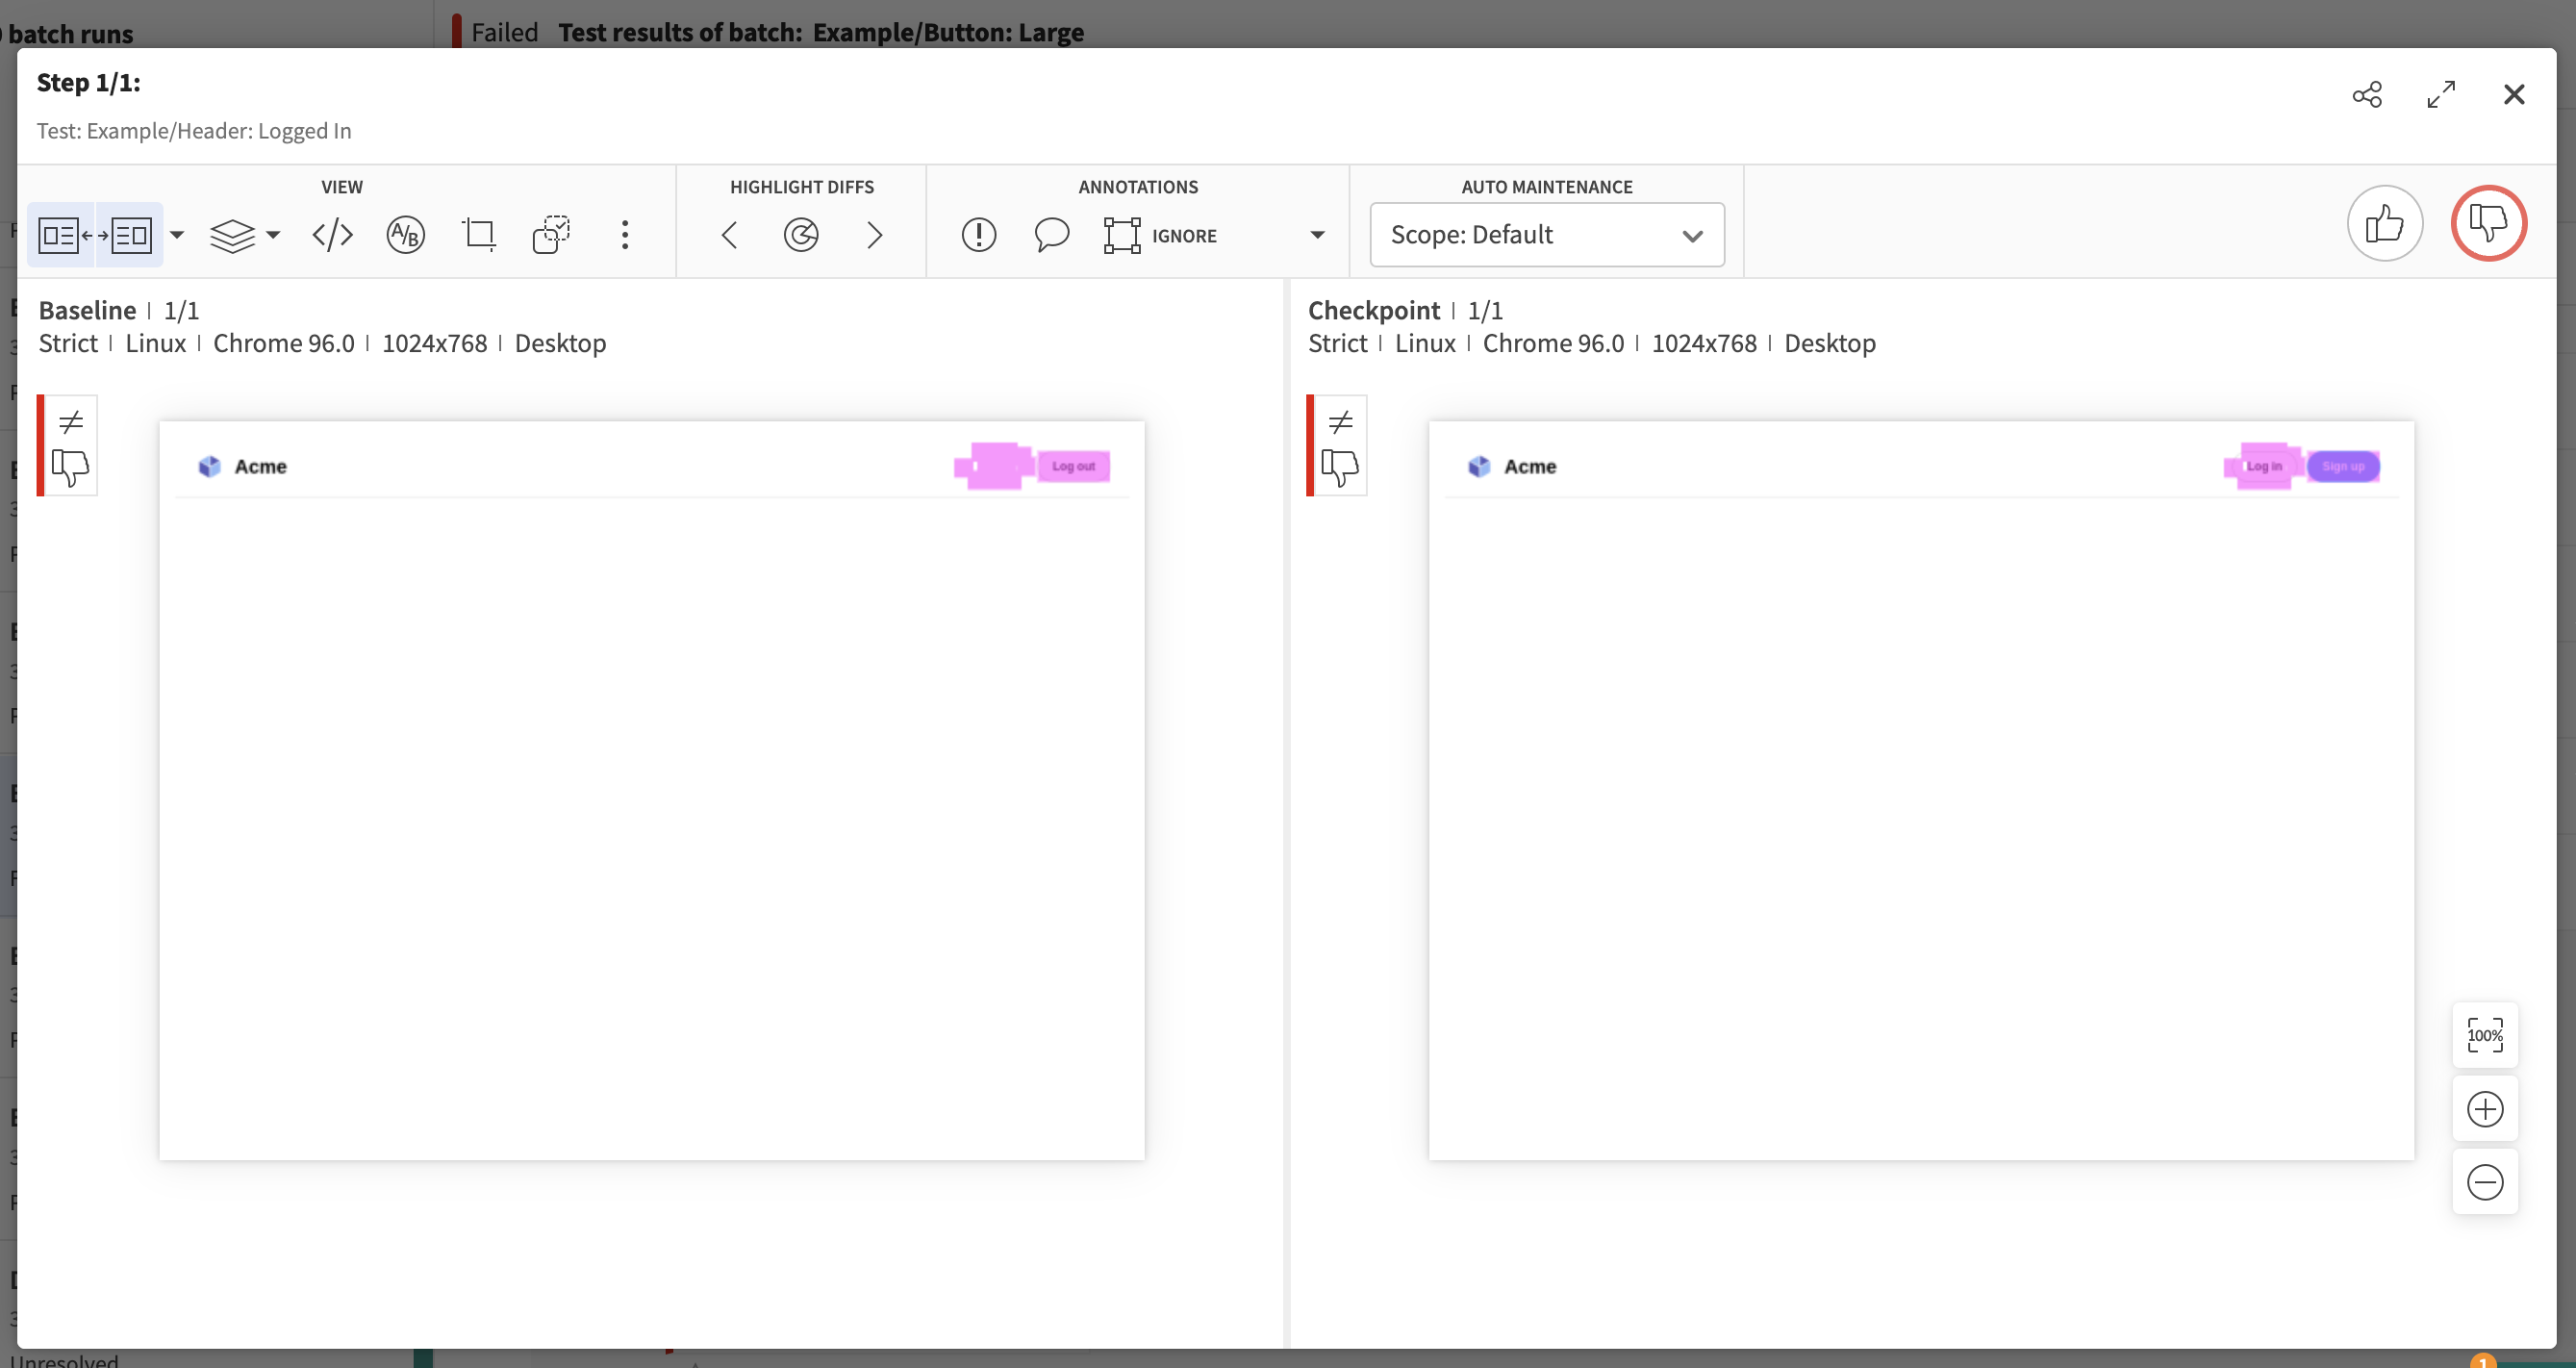 batch runs
Failed Test results of batch: Example/Button: Large
Step 1/1:
Test: Example/Header: Logged In
VIEW
HIGHLIGHT DIFFS
ANNOTATIONS
AUTO MAINTENANCE
A/B
IGNORE
Scope: Default
Baseline | 1/1
Strict | Linux | Chrome 96.0 | 1024x768 | Desktop
Acme
Log out
Checkpoint | 1/1
Strict | Linux | Chrome 96.0 | 1024x768 | Desktop
Acme
Log in
Sign up
100%
Unresolved
1